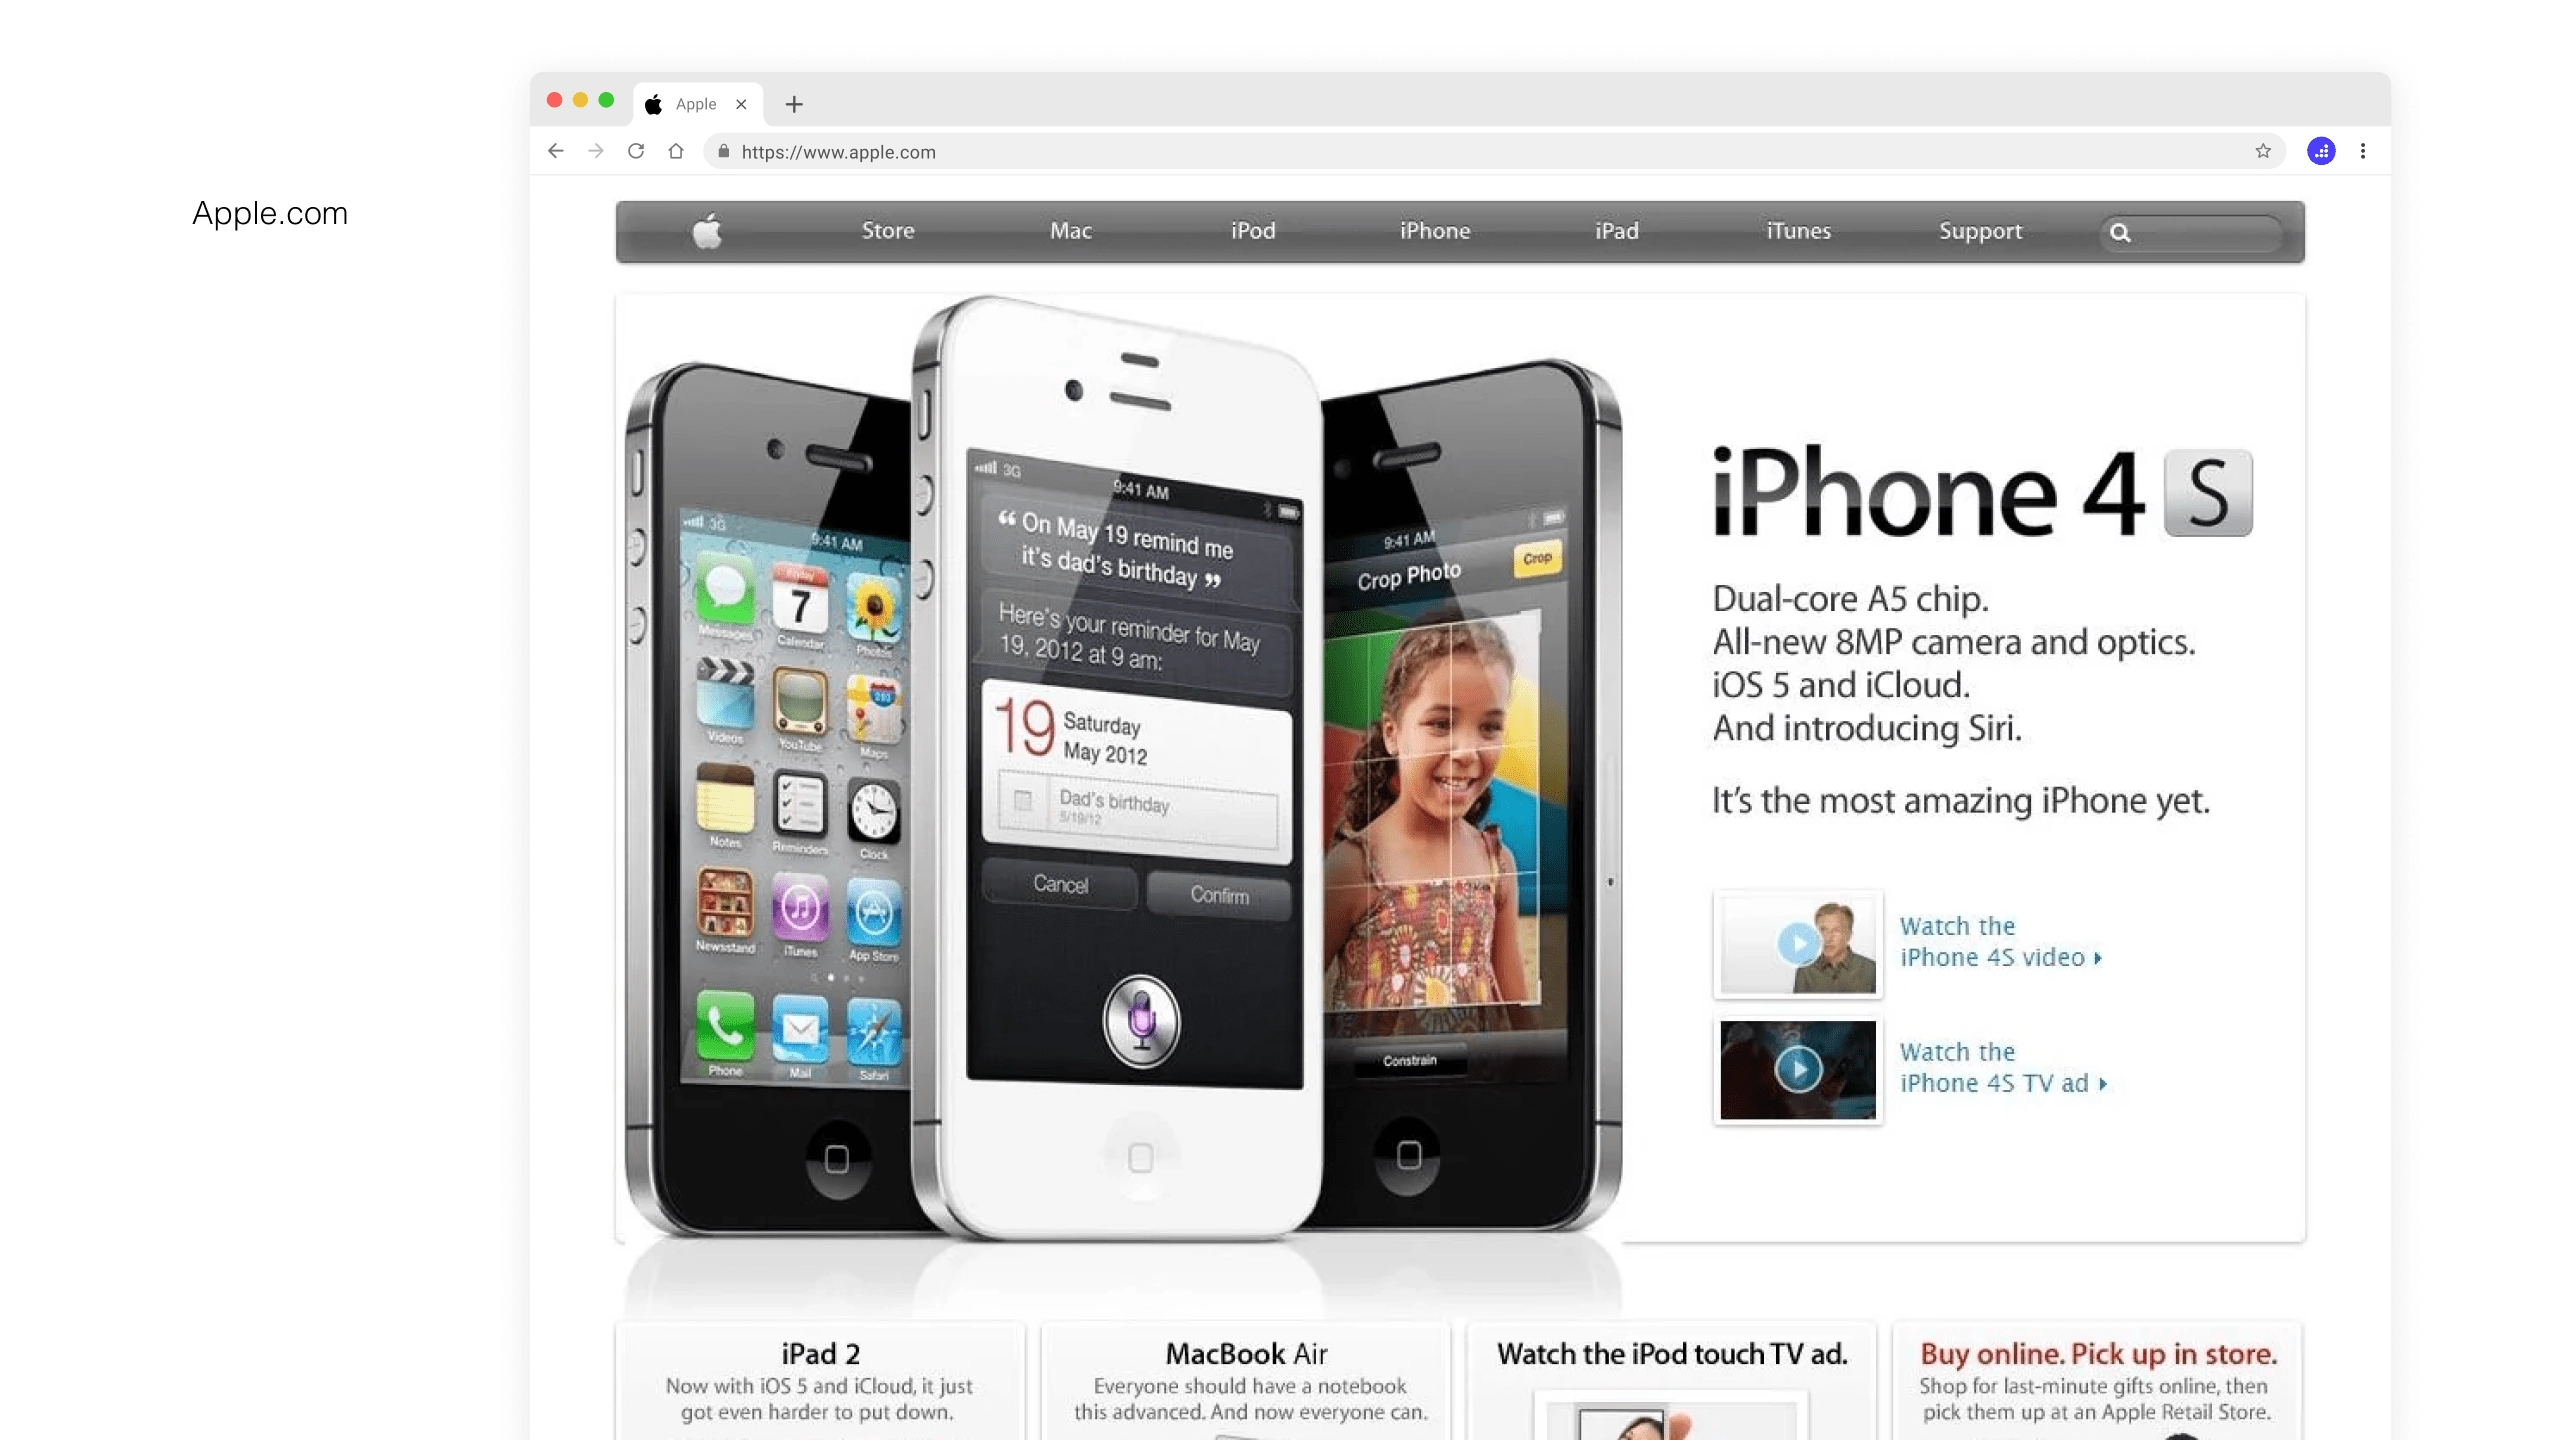 Apple
https://www.apple.com
Apple.com
Store Mac iPod iPhone iPad iTunes Support
3G
9:41 AM
Messages
Friday
7
Calendar
Photos
280
Videos
YouTube
Maps
Notes
Reminders
Clock
Newsstand
iTunes
App Store
Phone
Mail
Safari
3G
9:41 AM
“ On May 19 remind me
it’s dad’s birthday ”
Here’s your reminder for May
19, 2012 at 9 am:
19 Saturday
May 2012
Dad’s birthday
5/19/12
Cancel
Confirm
9:41 AM
Crop Photo
Crop
Constrain
iPhone 4 S
Dual-core A5 chip.
All-new 8MP camera and optics.
iOS 5 and iCloud.
And introducing Siri.
It’s the most amazing iPhone yet.
Watch the
iPhone 4S video
Watch the
iPhone 4S TV ad
iPad 2
Now with iOS 5 and iCloud, it just
got even harder to put down.
MacBook Air
Everyone should have a notebook
this advanced. And now everyone can.
Watch the iPod touch TV ad.
Buy online. Pick up in store.
Shop for last-minute gifts online, then
pick them up at an Apple Retail Store.